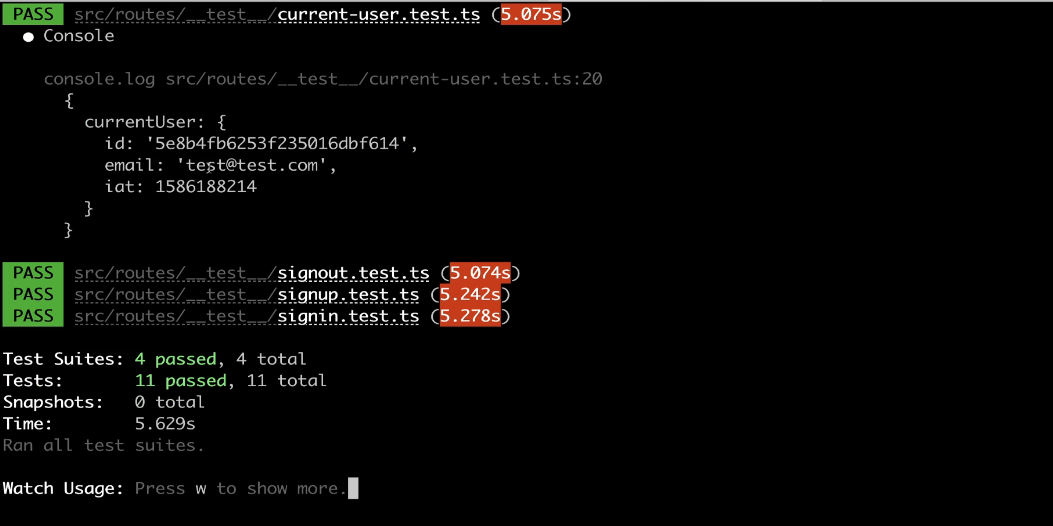 PASS src/routes/__test__/current-user.test.ts (5.075s)
● Console
console.log src/routes/__test__/current-user.test.ts:20
{
currentUser: {
id: '5e8b4fb6253f235016dbf614',
email: 'test@test.com',
iat: 1586188214
}
}
PASS src/routes/__test__/signout.test.ts (5.074s)
PASS src/routes/__test__/signup.test.ts (5.242s)
PASS src/routes/__test__/signin.test.ts (5.278s)
Test Suites: 4 passed, 4 total
Tests: 11 passed, 11 total
Snapshots: 0 total
Time: 5.629s
Ran all test suites.
Watch Usage: Press w to show more.